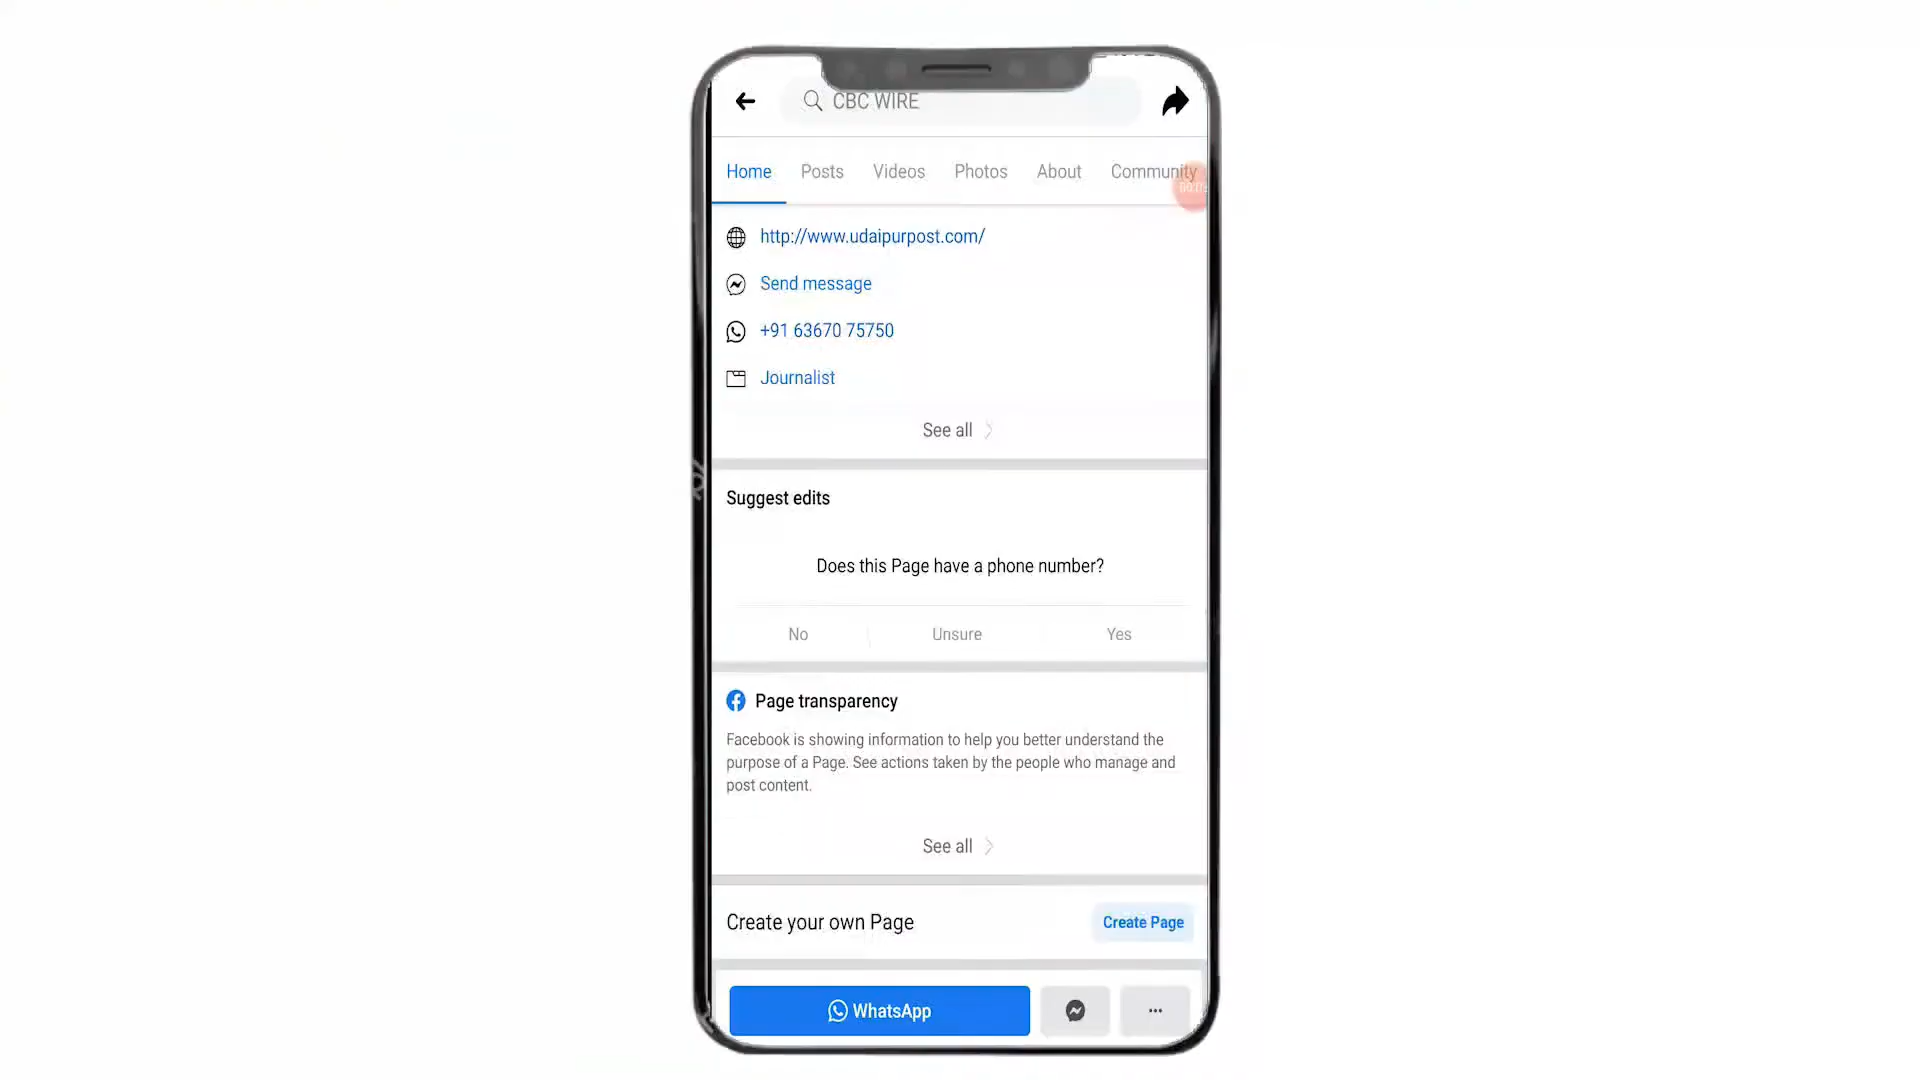 CBC WIRE
Home Posts Videos Photos About Community
http://www.udaipurpost.com/
Send message
+91 63670 75750
Journalist
See all
Suggest edits
Does this Page have a phone number?
No Unsure Yes
Page transparency
Facebook is showing information to help you better understand the
purpose of a Page. See actions taken by the people who manage and
post content.
See all
Create your own Page Create Page
WhatsApp